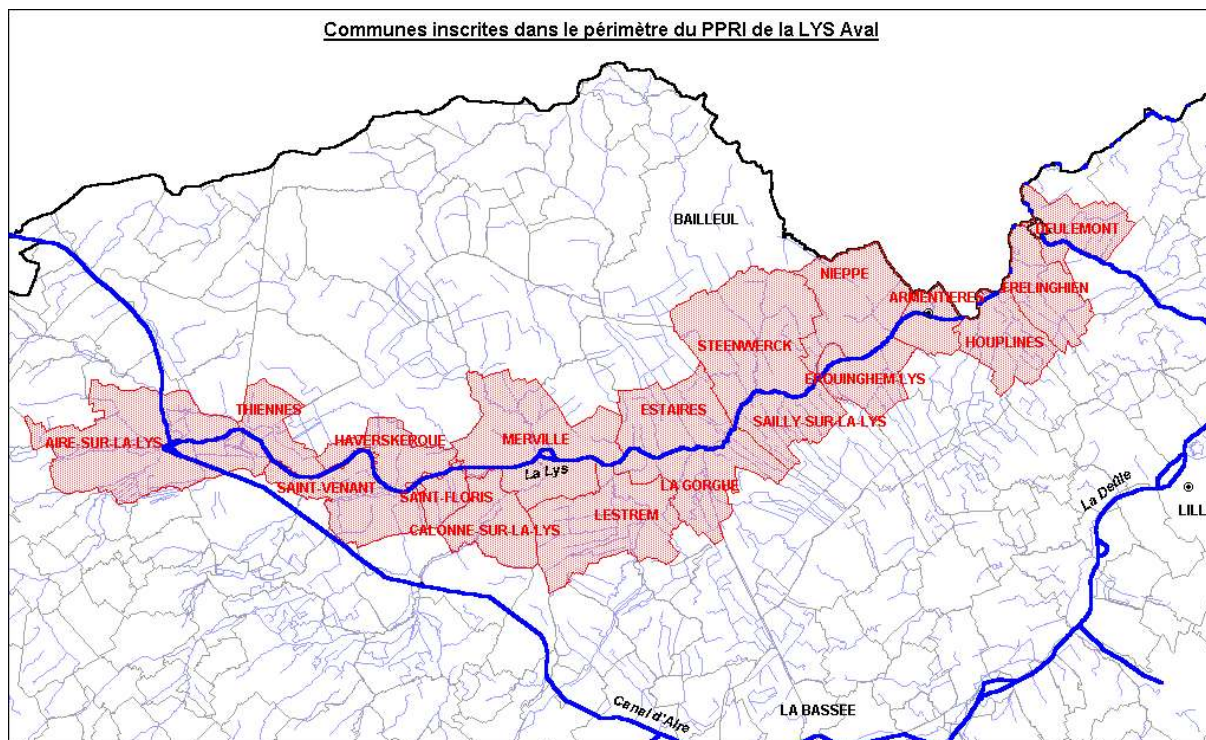 Communes inscrites dans le périmètre du PPRI de la LYS Aval
BAILLEUL
DEULEMONT
NIEPPE
ARMENTIERES
FRELINGHIEN
STEENWERCK
HOUPLINES
ERQUINGHEM-LYS
THIENNES
ESTAIRES
SAILLY-SUR-LA-LYS
AIRE-SUR-LA-LYS
HAVERSKERQUE
MERVILLE
La Lys
SAINT-VENANT
SAINT-FLORIS
LA GORGUE
La Deûle
LILL
CALONNE-SUR-LA-LYS
LESTREM
Canal d'Aire
LA BASSEE